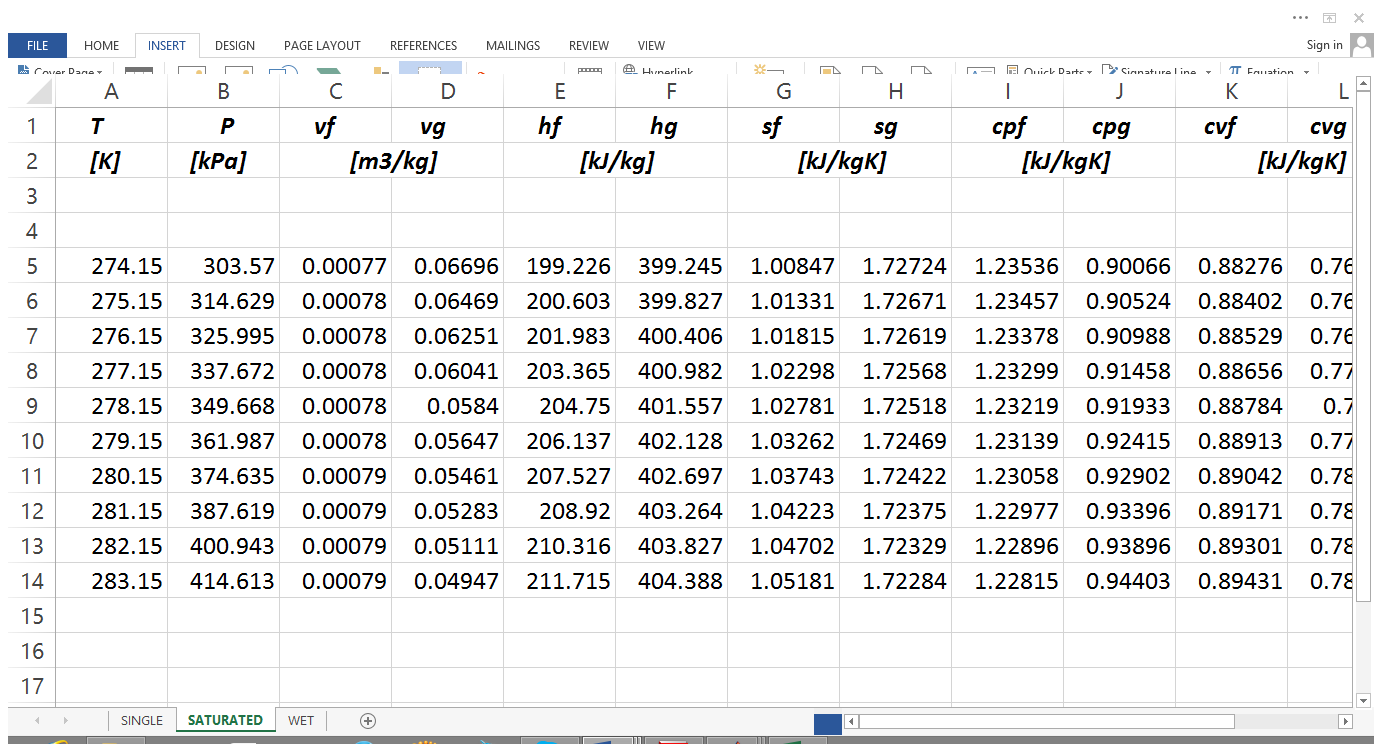 FILE HOME INSERT DESIGN PAGE LAYOUT REFERENCES MAILINGS REVIEW VIEW Sign in
Cover Page Hyperlink Quick Parts Signature Line Equation
A B C D E F G H I J K L
1 T P vf vg hf hg sf sg cpf cpg cvf cvg
2 [K] [kPa] [m3/kg] [kJ/kg] [kJ/kgK] [kJ/kgK] [kJ/kgK]
3
4
5 274.15 303.57 0.00077 0.06696 199.226 399.245 1.00847 1.72724 1.23536 0.90066 0.88276 0.76
6 275.15 314.629 0.00078 0.06469 200.603 399.827 1.01331 1.72671 1.23457 0.90524 0.88402 0.76
7 276.15 325.995 0.00078 0.06251 201.983 400.406 1.01815 1.72619 1.23378 0.90988 0.88529 0.76
8 277.15 337.672 0.00078 0.06041 203.365 400.982 1.02298 1.72568 1.23299 0.91458 0.88656 0.77
9 278.15 349.668 0.00078 0.0584 204.75 401.557 1.02781 1.72518 1.23219 0.91933 0.88784 0.7
10 279.15 361.987 0.00078 0.05647 206.137 402.128 1.03262 1.72469 1.23139 0.92415 0.88913 0.77
11 280.15 374.635 0.00079 0.05461 207.527 402.697 1.03743 1.72422 1.23058 0.92902 0.89042 0.78
12 281.15 387.619 0.00079 0.05283 208.92 403.264 1.04223 1.72375 1.22977 0.93396 0.89171 0.78
13 282.15 400.943 0.00079 0.05111 210.316 403.827 1.04702 1.72329 1.22896 0.93896 0.89301 0.78
14 283.15 414.613 0.00079 0.04947 211.715 404.388 1.05181 1.72284 1.22815 0.94403 0.89431 0.78
15
16
17
SINGLE SATURATED WET